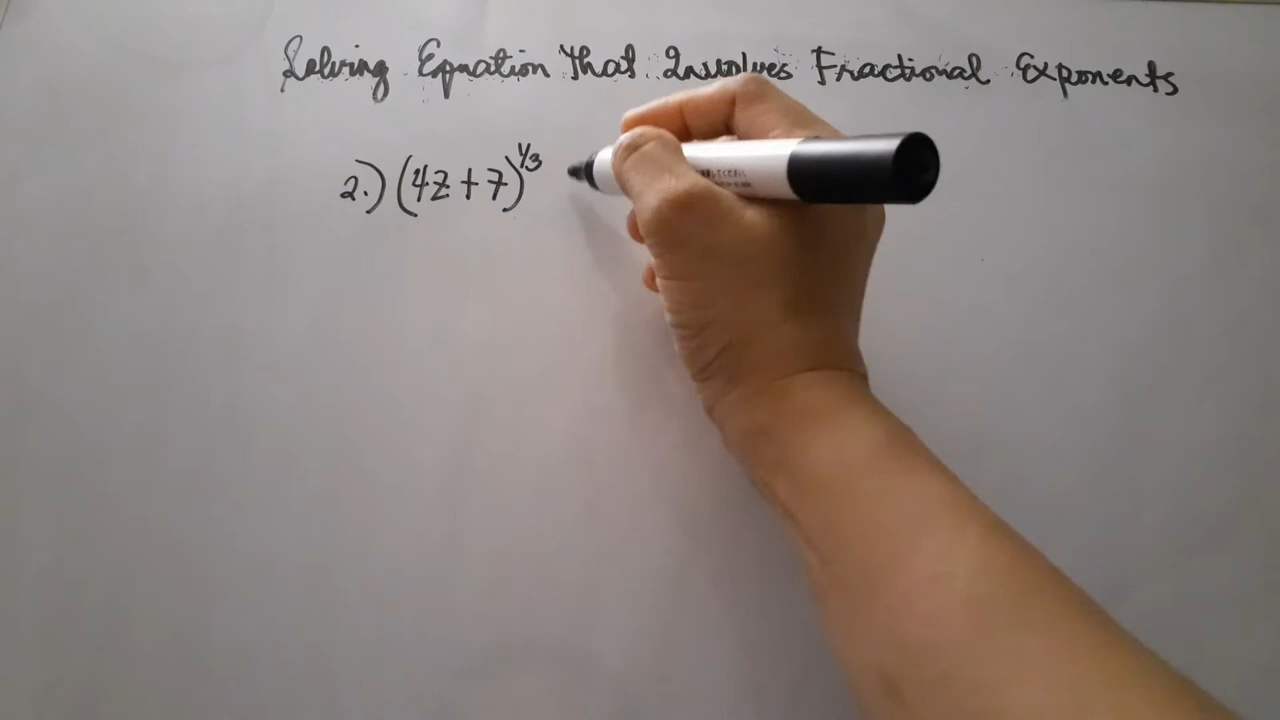 Solving Equation That Involves Fractional Exponents
2.) (4z+7)^1/3